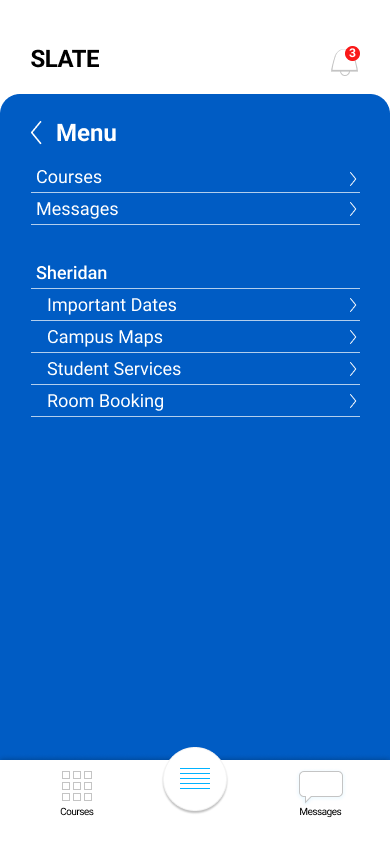 SLATE
3
Menu
Courses
Messages
Sheridan
Important Dates
Campus Maps
Student Services
Room Booking
Courses
Messages